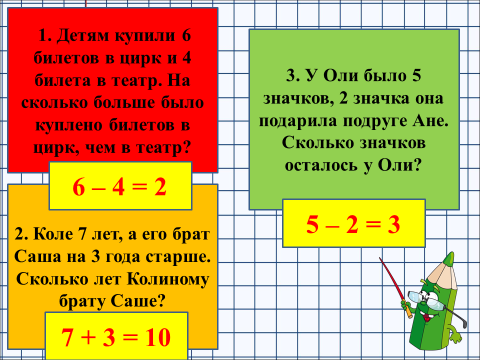 1. Детям купили 6
билетов в цирк и 4
билета в театр. На
сколько больше было
куплено билетов в
цирк, чем в театр?
6 – 4 = 2
2. Коле 7 лет, а его брат
Саша на 3 года старше.
Сколько лет Колиному
брату Саше?
7 + 3 = 10
3. У Оли было 5
значков, 2 значка она
подарила подруге Ане.
Сколько значков
осталось у Оли?
5 – 2 = 3